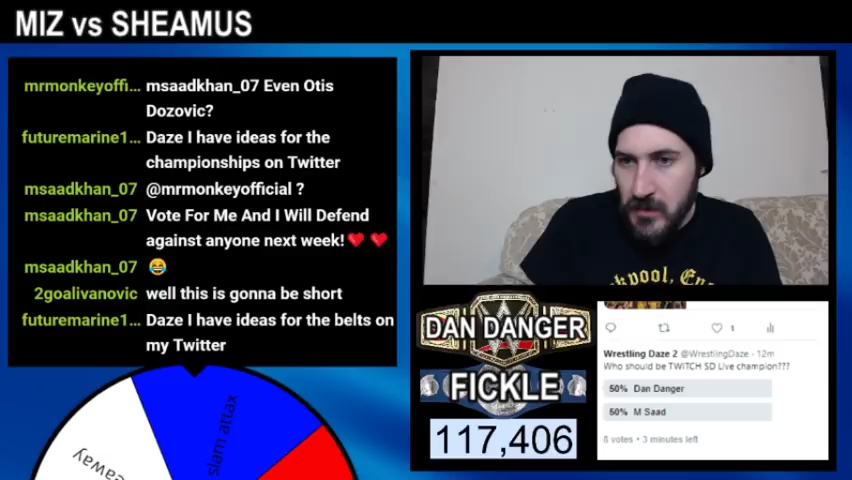 MIZ vs SHEAMUS
mrmonkeyoffi... msaadkhan_07 Even Otis
Dozovic?
futuremarine1... Daze I have ideas for the
championships on Twitter
msaadkhan_07 @mrmonkeyofficial ?
msaadkhan_07 Vote For Me And I Will Defend
against anyone next week!❤️ ❤️
msaadkhan_07 😂
2goalivanovic well this is gonna be short
futuremarine1... Daze I have ideas for the belts on
my Twitter
eaway
slam attax
DAN DANGER
FICKLE
117,406
1
Wrestling Daze 2 @WrestlingDaze · 12m
Who should be TWITCH SD Live champion???
50% Dan Danger
50% M Saad
8 votes • 3 minutes left